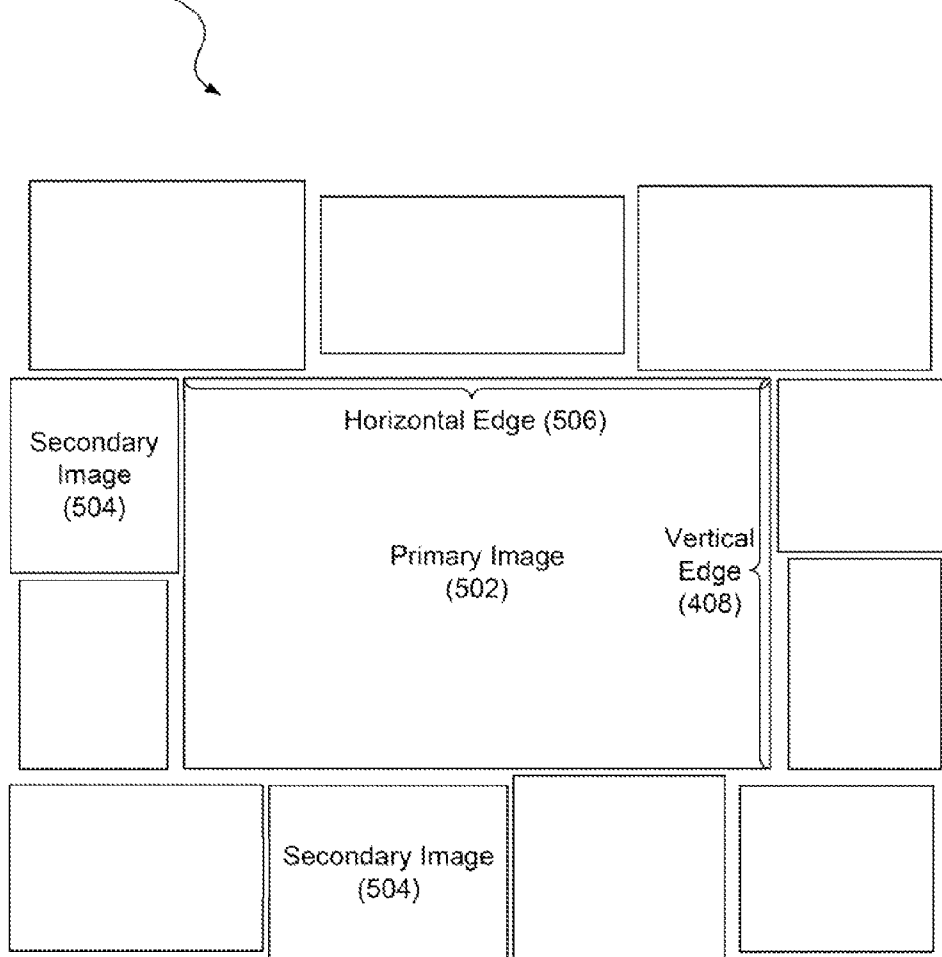 Horizontal Edge (506)
Secondary
Image
(504)
Primary Image
(502)
Vertical
Edge
(408)
Secondary Image
(504)